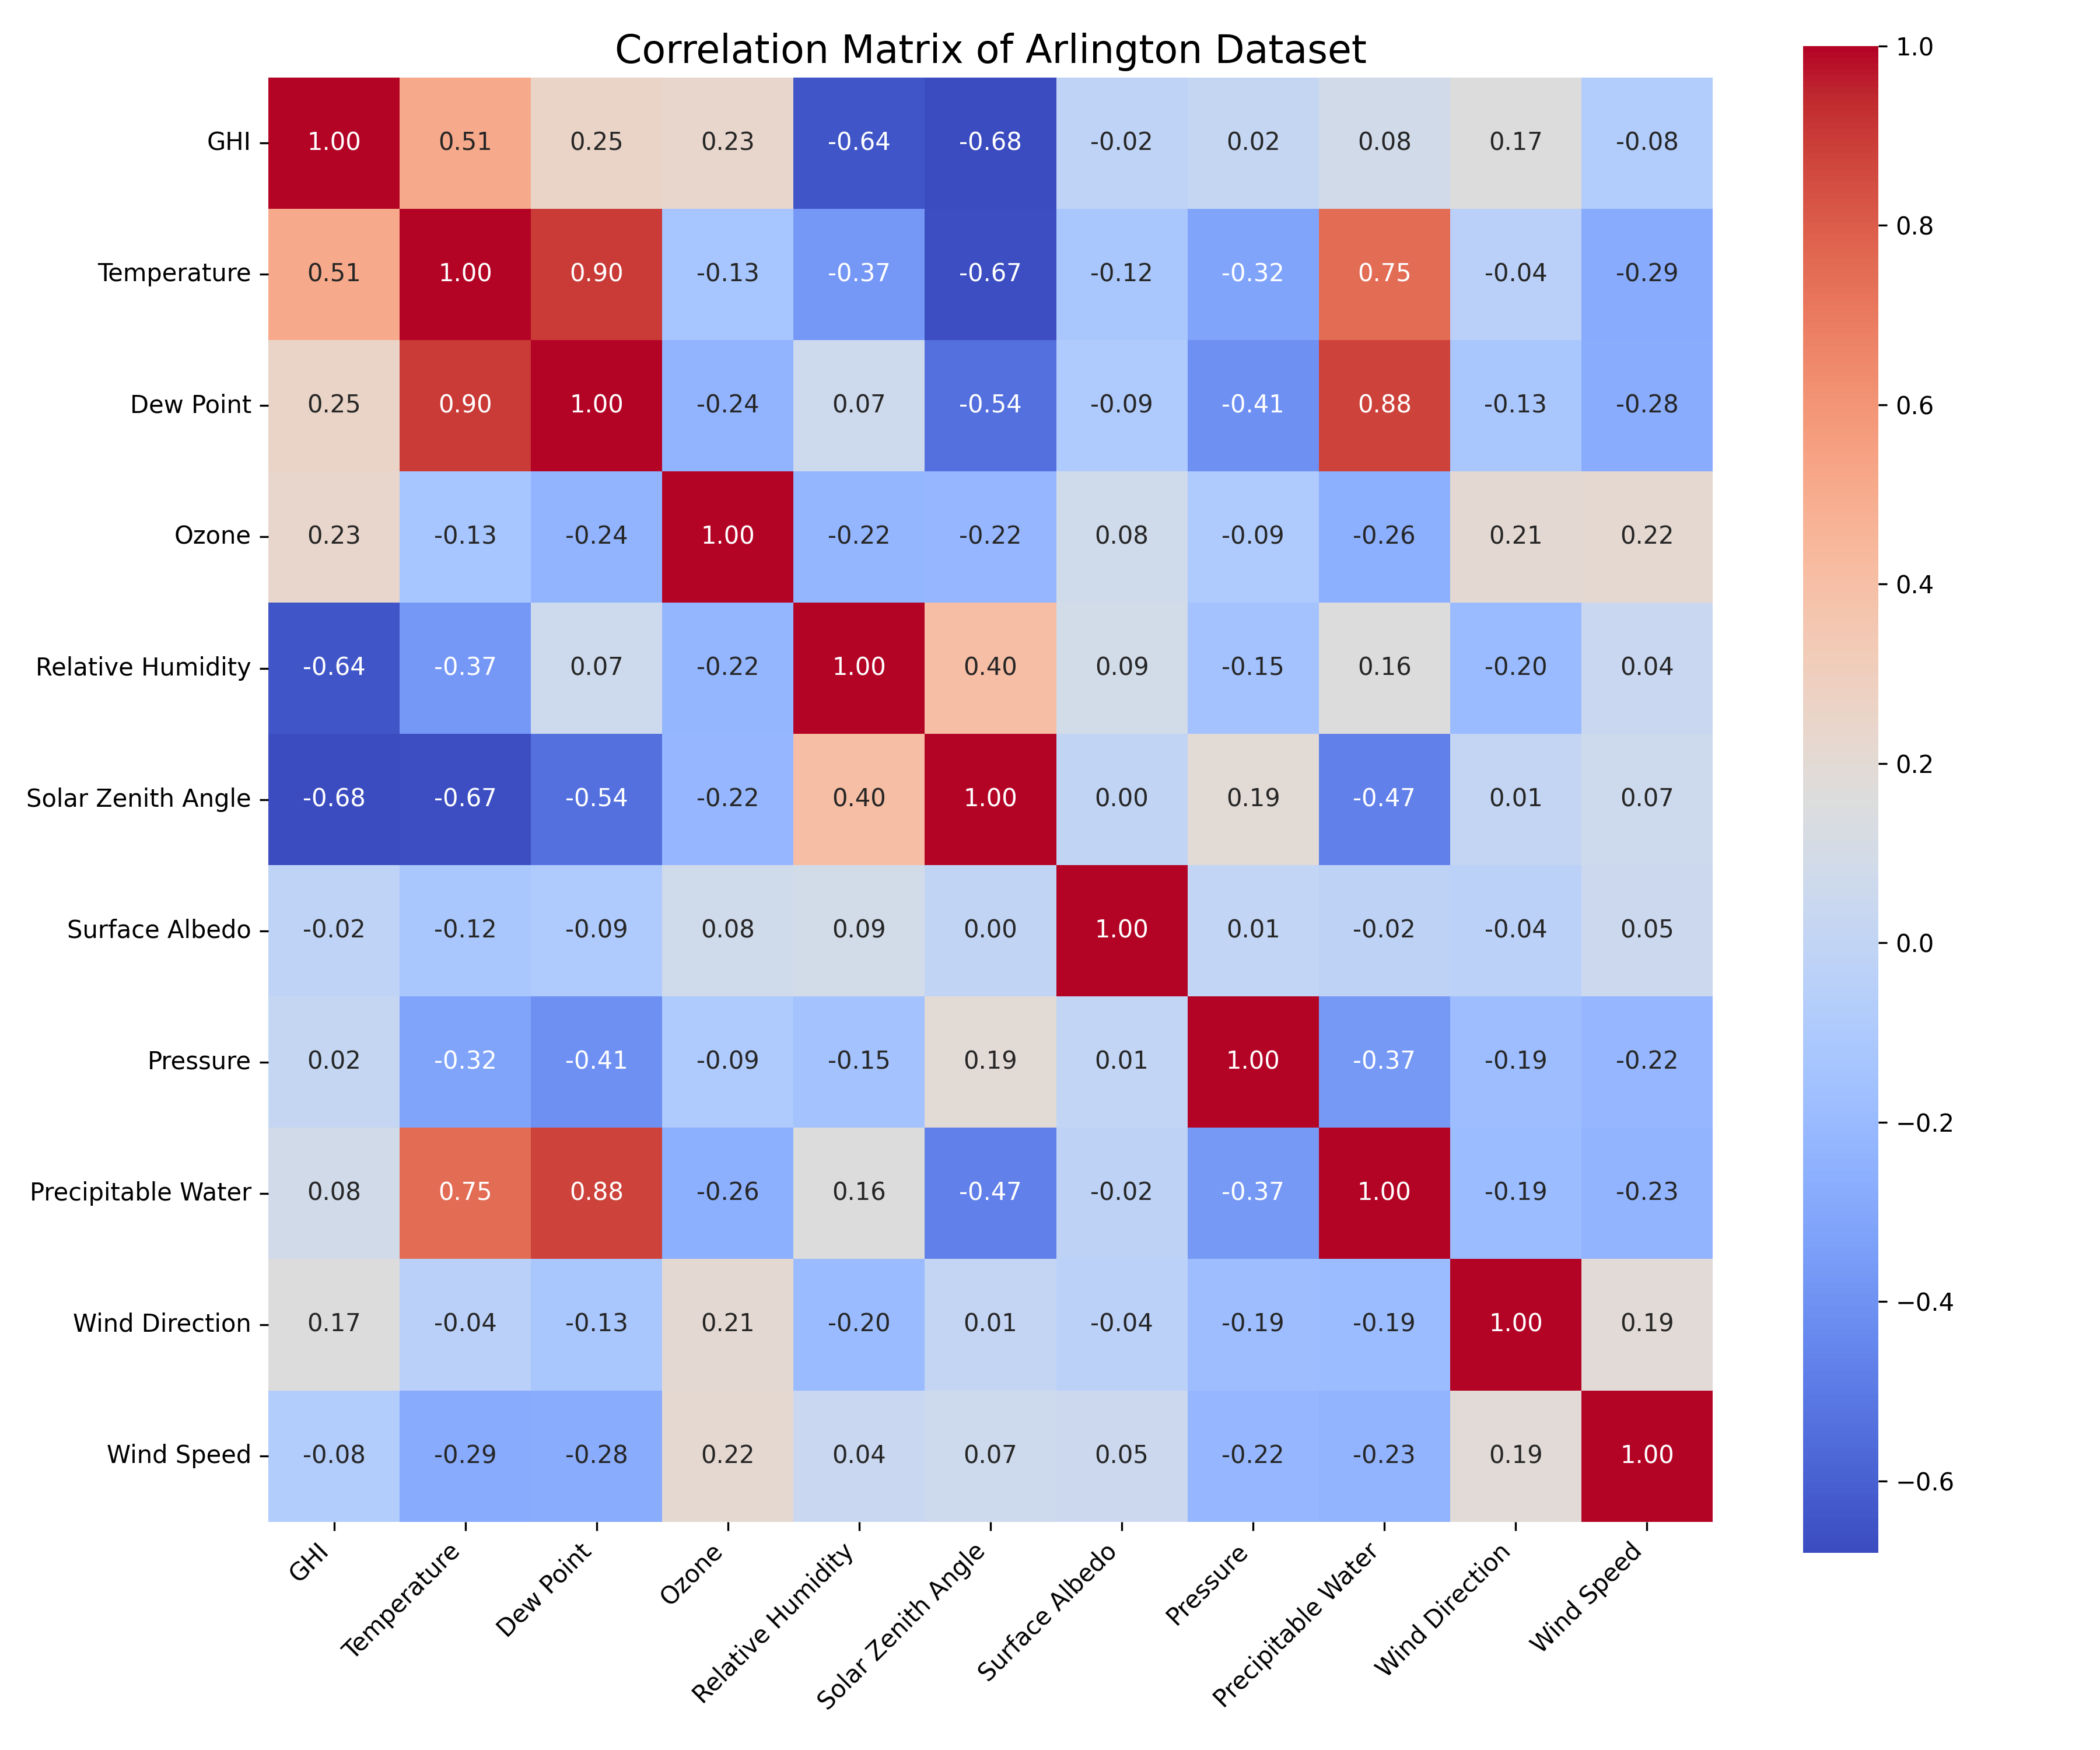 Correlation Matrix of Arlington Dataset
GHI 1.00 0.51 0.25 0.23 -0.64 -0.68 -0.02 0.02 0.08 0.17 -0.08
Temperature 0.51 1.00 0.90 -0.13 -0.37 -0.67 -0.12 -0.32 0.75 -0.04 -0.29
Dew Point 0.25 0.90 1.00 -0.24 0.07 -0.54 -0.09 -0.41 0.88 -0.13 -0.28
Ozone 0.23 -0.13 -0.24 1.00 -0.22 -0.22 0.08 -0.09 -0.26 0.21 0.22
Relative Humidity -0.64 -0.37 0.07 -0.22 1.00 0.40 0.09 -0.15 0.16 -0.20 0.04
Solar Zenith Angle -0.68 -0.67 -0.54 -0.22 0.40 1.00 0.00 0.19 -0.47 0.01 0.07
Surface Albedo -0.02 -0.12 -0.09 0.08 0.09 0.00 1.00 0.01 -0.02 -0.04 0.05
Pressure 0.02 -0.32 -0.41 -0.09 -0.15 0.19 0.01 1.00 -0.37 -0.19 -0.22
Precipitable Water 0.08 0.75 0.88 -0.26 0.16 -0.47 -0.02 -0.37 1.00 -0.19 -0.23
Wind Direction 0.17 -0.04 -0.13 0.21 -0.20 0.01 -0.04 -0.19 -0.19 1.00 0.19
Wind Speed -0.08 -0.29 -0.28 0.22 0.04 0.07 0.05 -0.22 -0.23 0.19 1.00
GHI
Temperature
Dew Point
Ozone
Relative Humidity
Solar Zenith Angle
Surface Albedo
Pressure
Precipitable Water
Wind Direction
Wind Speed
1.0
0.8
0.6
0.4
0.2
0.0
−0.2
−0.4
−0.6